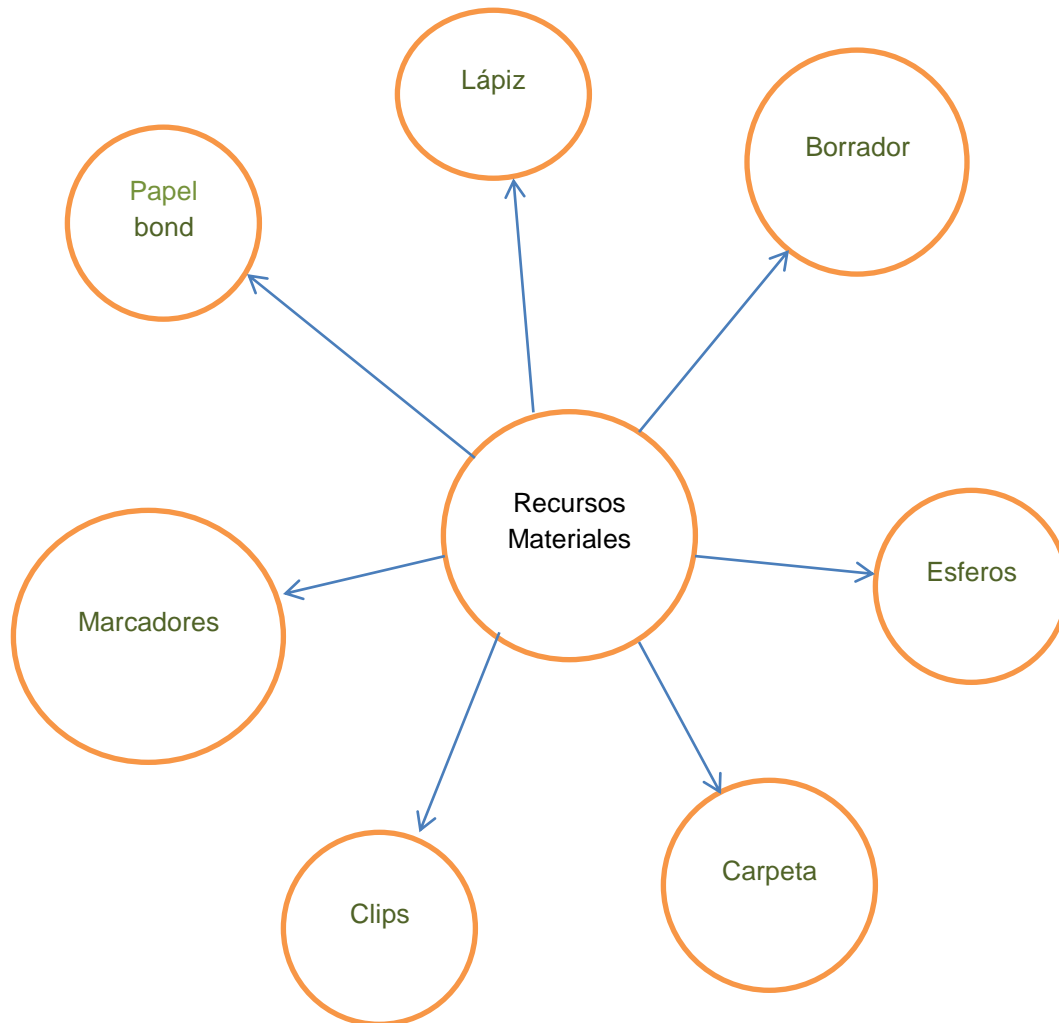 Lápiz
Borrador
Papel
bond
Recursos
Materiales
Esferos
Marcadores
Carpeta
Clips